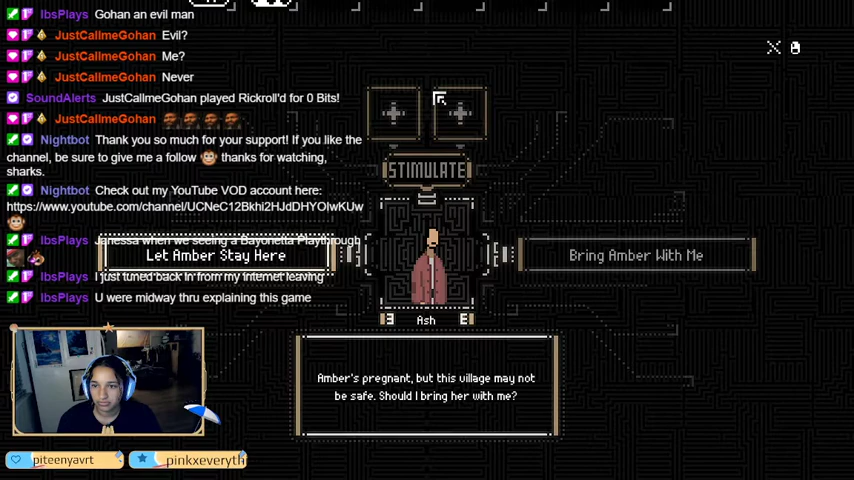 IbsPlays Gohan an evil man
JustCallmeGohan Evil?
JustCallmeGohan Me?
JustCallmeGohan Never
SoundAlerts JustCallmeGohan played Rickroll'd for 0 Bits!
JustCallmeGohan
Nightbot Thank you so much for your support! If you like the
channel, be sure to give me a follow thanks for watching,
sharks.
Nightbot Check out my YouTube VOD account here:
https://www.youtube.com/channel/UCNeC12Bkhi2HJdDHYOIwKUw
IbsPlays Janessa when we seeing a Bayonetta Playthrough
IbsPlays I just tuned back in from my internet leaving
IbsPlays U were midway thru explaining this game
STIMULATE
Let Amber Stay Here
Bring Amber With Me
Ash
E
Amber's pregnant, but this village may not
be safe. Should I bring her with me?
piteenyavrt
pinkxeveryth